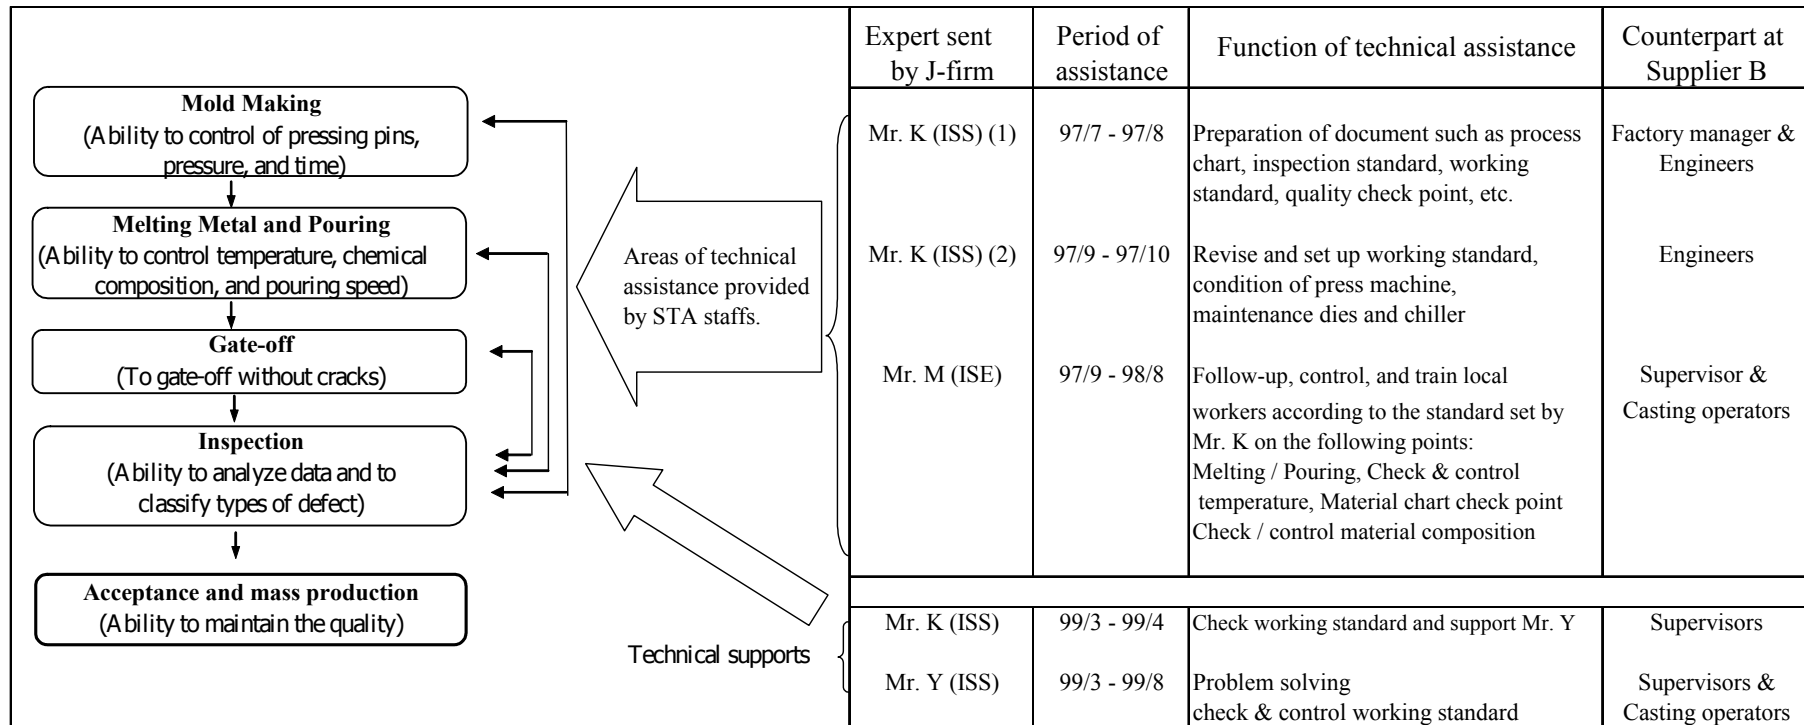 Mold Making
(Ability to control of pressing pins,
pressure, and time)
Melting Metal and Pouring
(Ability to control temperature, chemical
composition, and pouring speed)
Gate-off
(To gate-off without cracks)
Inspection
(Ability to analyze data and to
classify types of defect)
Acceptance and mass production
(Ability to maintain the quality)
Areas of technical
assistance provided
by STA staffs.
Technical supports
Expert sent
by J-firm
Period of
assistance
Function of technical assistance
Counterpart at
Supplier B
Mr. K (ISS) (1)
97/7 - 97/8
Preparation of document such as process
chart, inspection standard, working
standard, quality check point, etc.
Factory manager &
Engineers
Mr. K (ISS) (2)
97/9 - 97/10
Revise and set up working standard,
condition of press machine,
maintenance dies and chiller
Engineers
Mr. M (ISE)
97/9 - 98/8
Follow-up, control, and train local
workers according to the standard set by
Mr. K on the following points:
Melting / Pouring, Check & control
temperature, Material chart check point
Check / control material composition
Supervisor &
Casting operators
Mr. K (ISS)
99/3 - 99/4
Check working standard and support Mr. Y
Supervisors
Mr. Y (ISS)
99/3 - 99/8
Problem solving
check & control working standard
Supervisors &
Casting operators